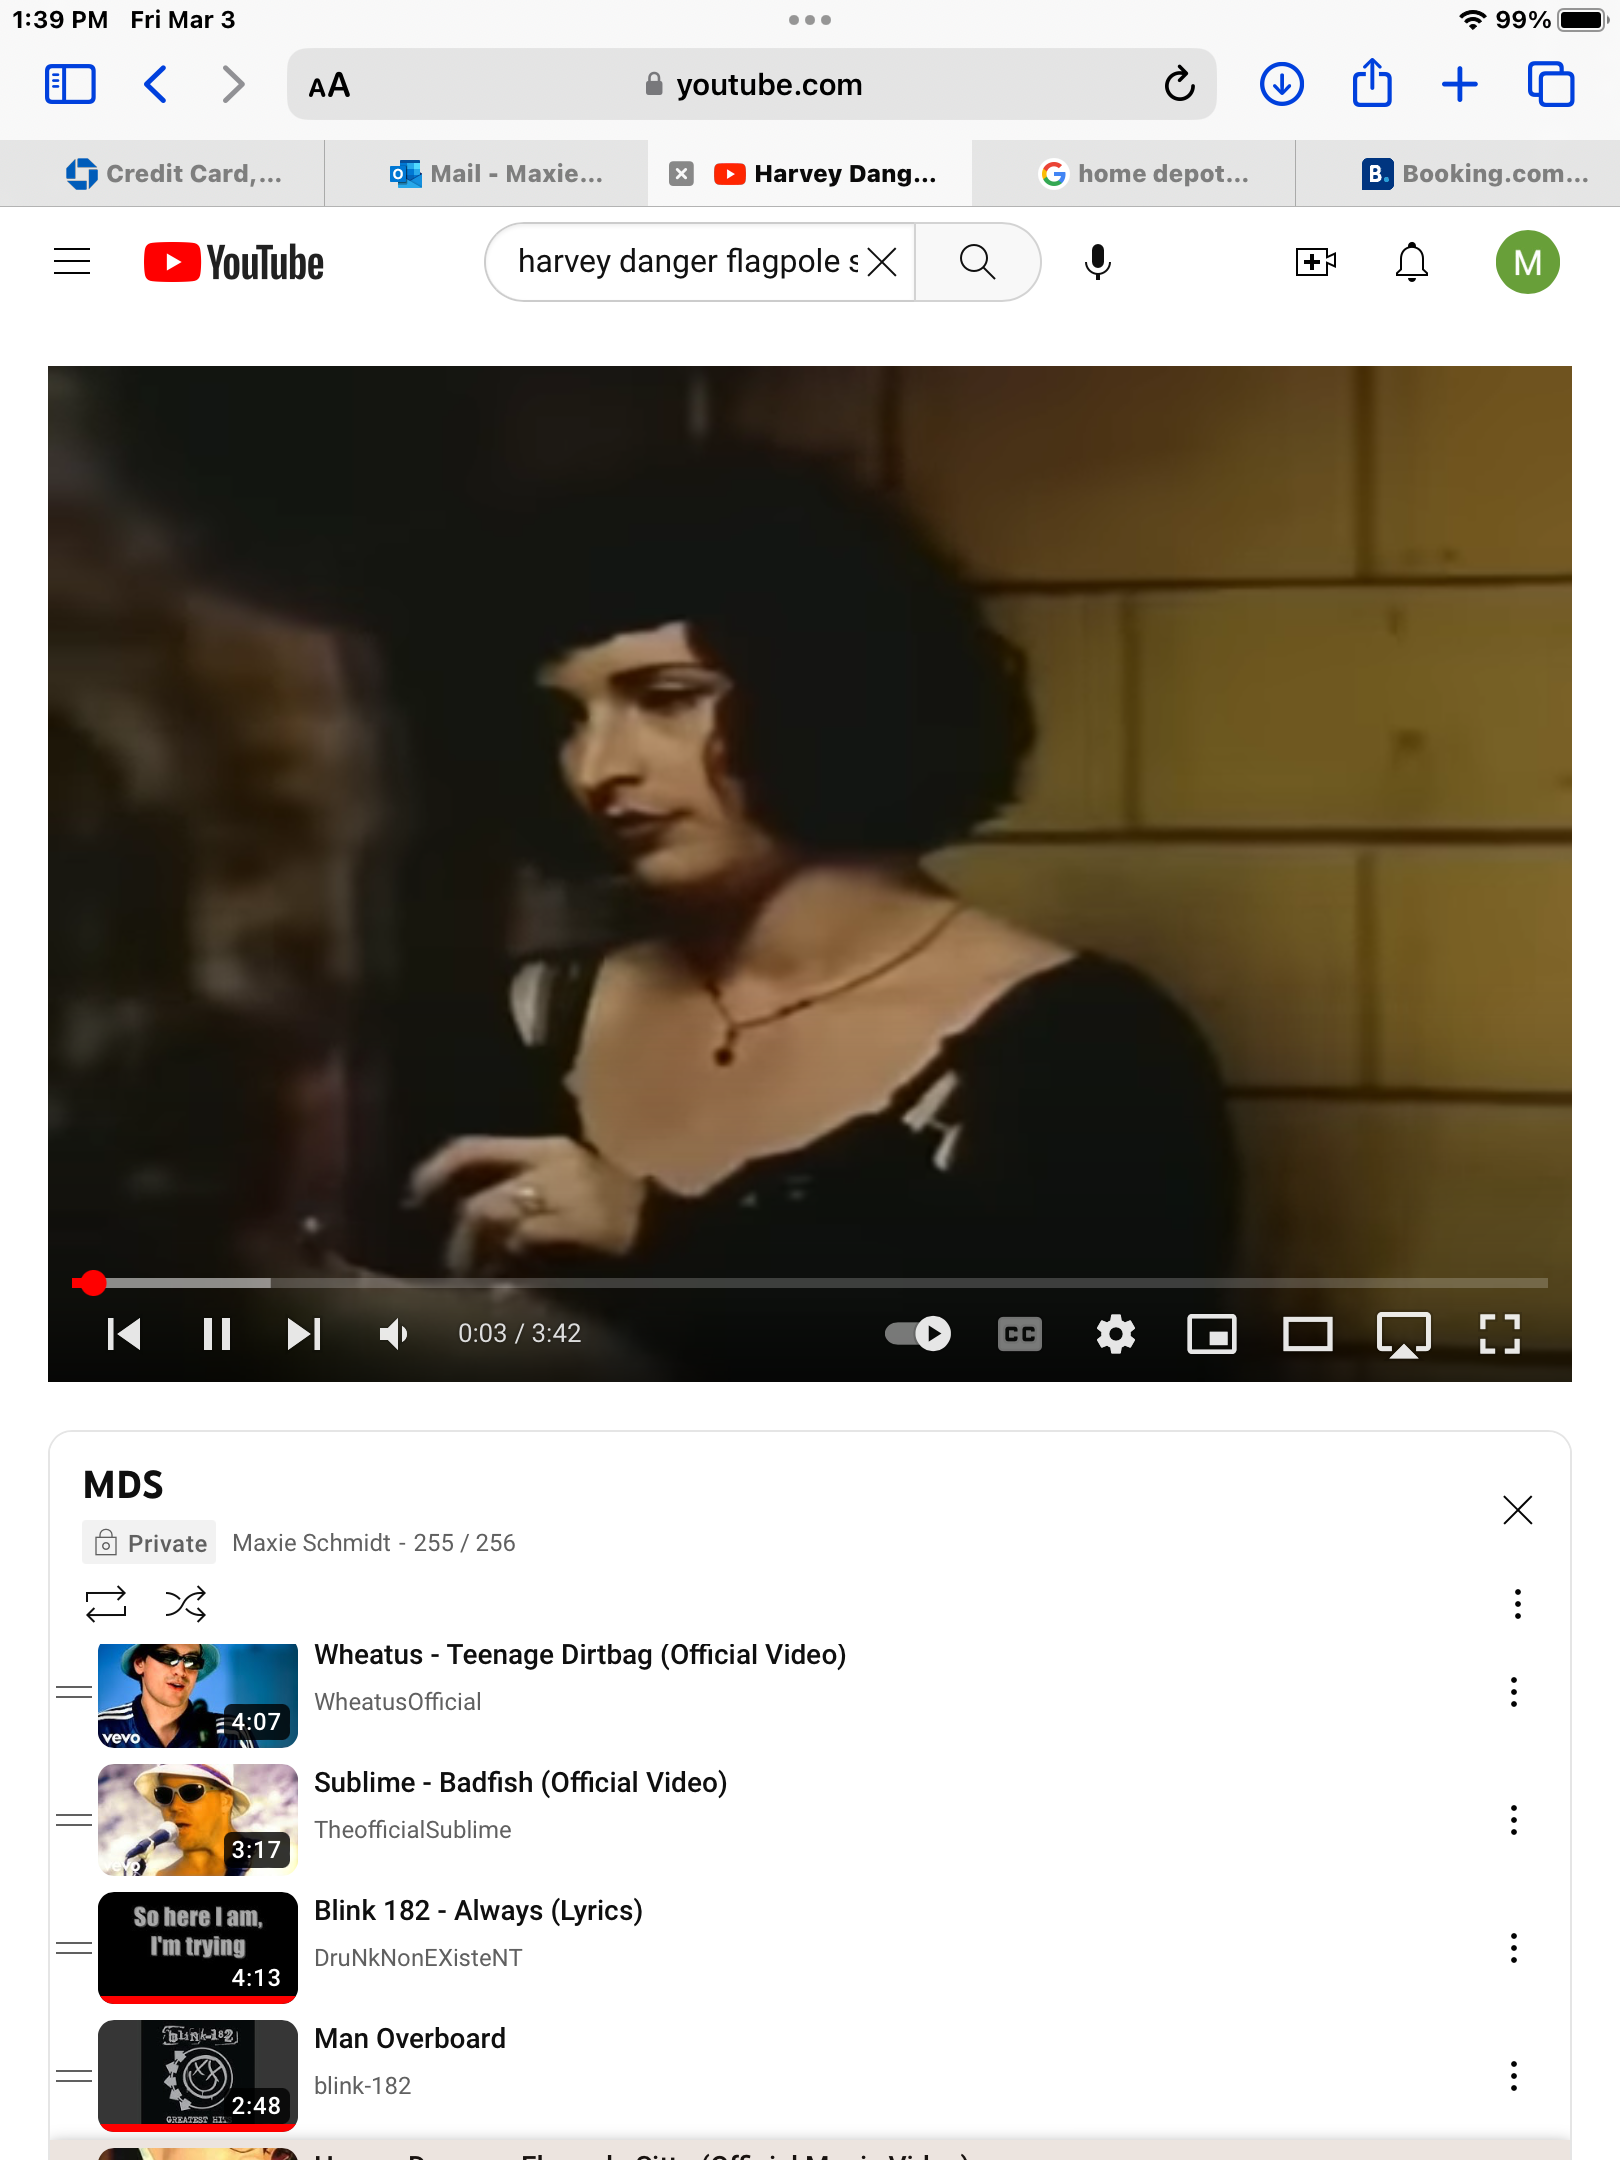 1:39 PM Fri Mar 3
99%
AA
youtube.com
Credit Card,...
Mail - Maxie...
Harvey Dang...
home depot...
B. Booking.com...
YouTube
harvey danger flagpole s
M
0:03 / 3:42
CC
MDS
Private Maxie Schmidt - 255 / 256
Wheatus - Teenage Dirtbag (Official Video)
WheatusOfficial
4:07
vevo
Sublime - Badfish (Official Video)
TheofficialSublime
3:17
vevo
So here I am,
I'm trying
4:13
Blink 182 - Always (Lyrics)
DruNkNonEXisteNT
blink-182
GREATEST HI
2:48
Man Overboard
blink-182